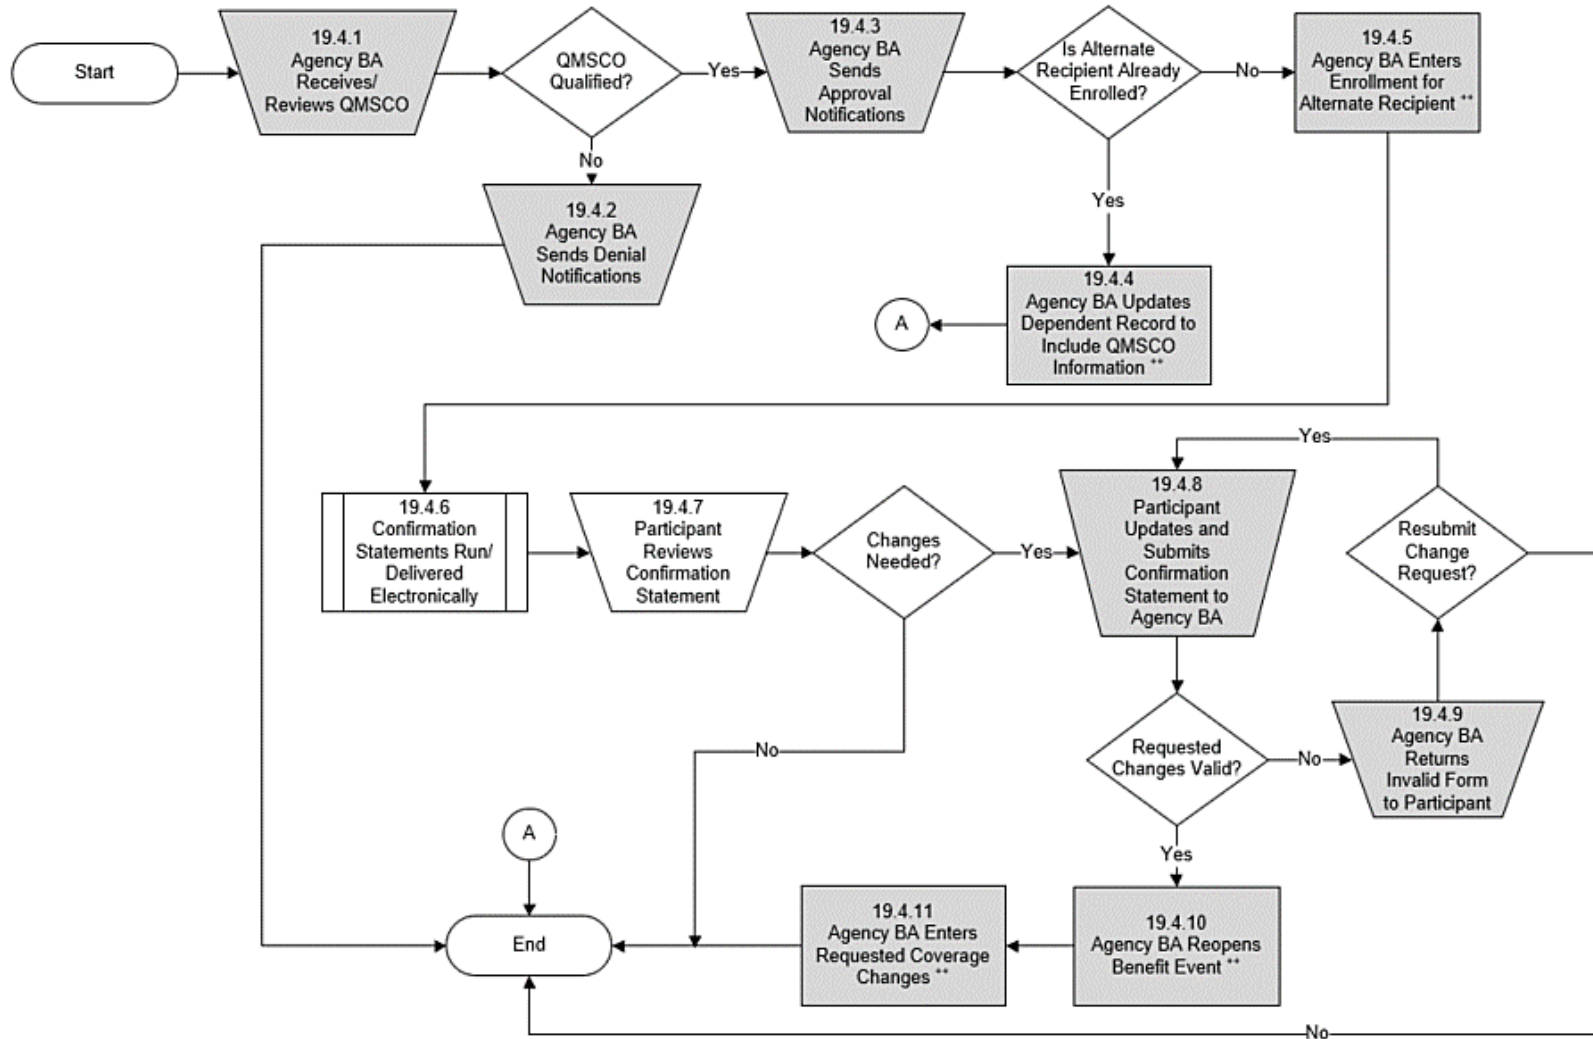 Start
19.4.1
Agency BA
Receives/
Reviews QMSCO
QMSCO
Qualified?
Yes
19.4.3
Agency BA
Sends
Approval
Notifications
Is Alternate
Recipient Already
Enrolled?
No
19.4.5
Agency BA Enters
Enrollment for
Alternate Recipient ++
No
19.4.2
Agency BA
Sends Denial
Notifications
Yes
19.4.4
Agency BA Updates
Dependent Record to
Include QMSCO
Information ++
A
19.4.6
Confirmation
Statements Run/
Delivered
Electronically
19.4.7
Participant
Reviews
Confirmation
Statement
Changes
Needed?
Yes
19.4.8
Participant
Updates and
Submits
Confirmation
Statement to
Agency BA
Yes
Resubmit
Change
Request?
No
Requested
Changes Valid?
No
19.4.9
Agency BA
Returns
Invalid Form
to Participant
Yes
A
End
19.4.11
Agency BA Enters
Requested Coverage
Changes ++
19.4.10
Agency BA Reopens
Benefit Event ++
No